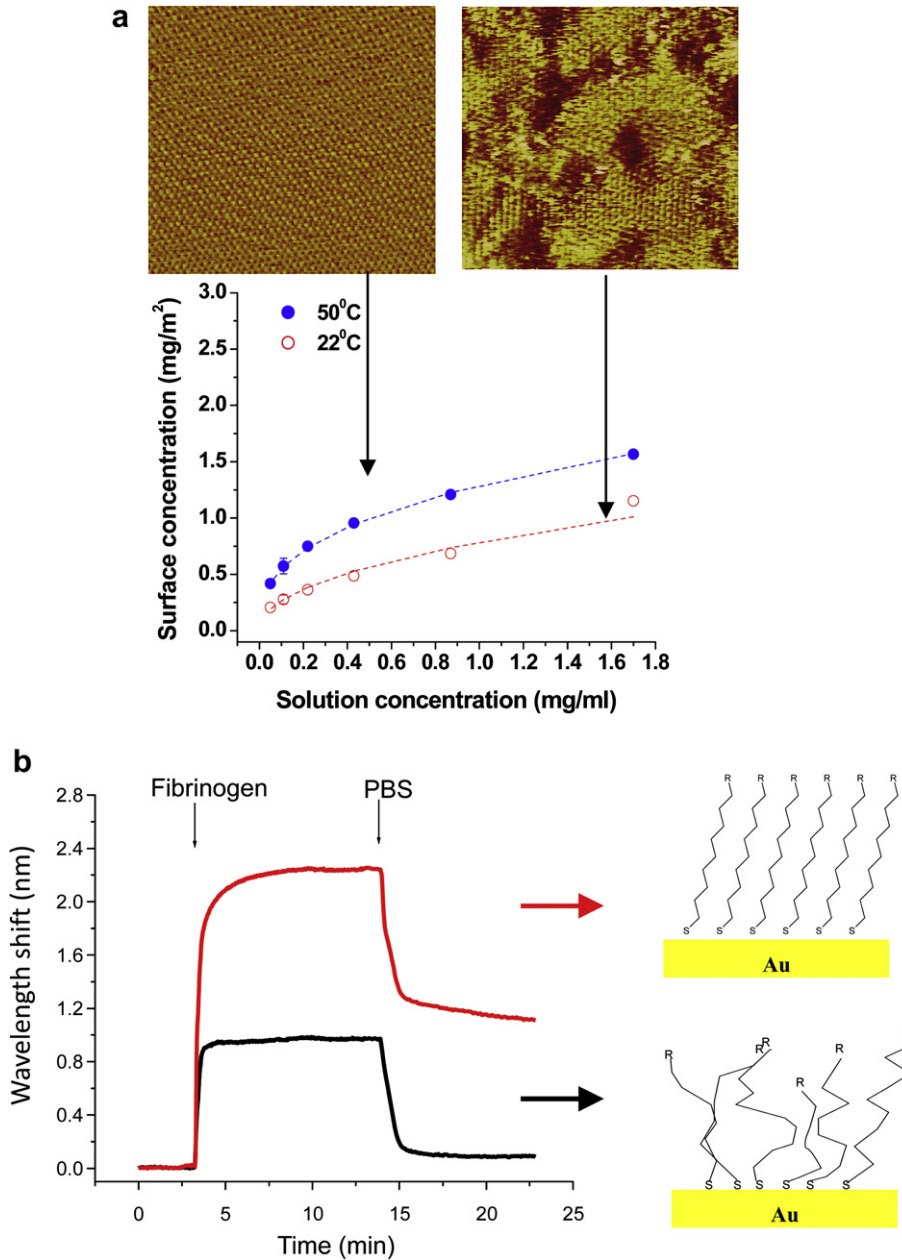 a
3.0
2.5
2.0
1.5
1.0
0.5
0.0
Surface concentration (mg/m²)
50⁰C
22⁰C
0.0 0.2 0.4 0.6 0.8 1.0 1.2 1.4 1.6 1.8
Solution concentration (mg/ml)
b
2.8
2.4
2.0
1.6
1.2
0.8
0.4
0.0
Wavelength shift (nm)
Fibrinogen
PBS
0 5 10 15 20 25
Time (min)
R R R R R R
S S S S S S
Au
R R R R R
S S S S S S
Au